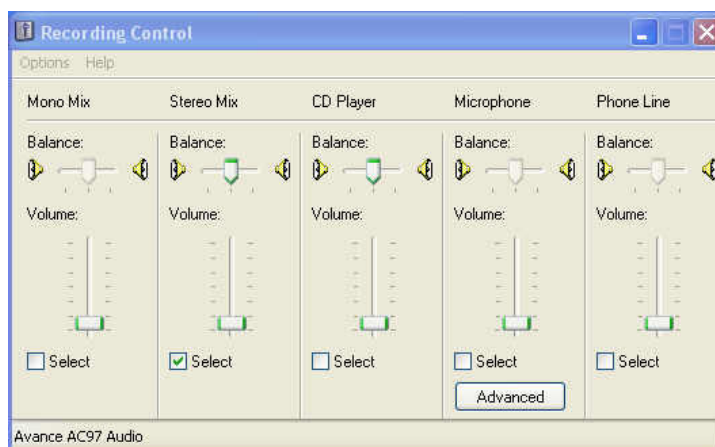 Recording Control
Options Help
Mono Mix Stereo Mix CD Player Microphone Phone Line
Balance: Balance: Balance: Balance: Balance:
Volume: Volume: Volume: Volume: Volume:
Select Select Select Select Select
Advanced
Avance AC97 Audio